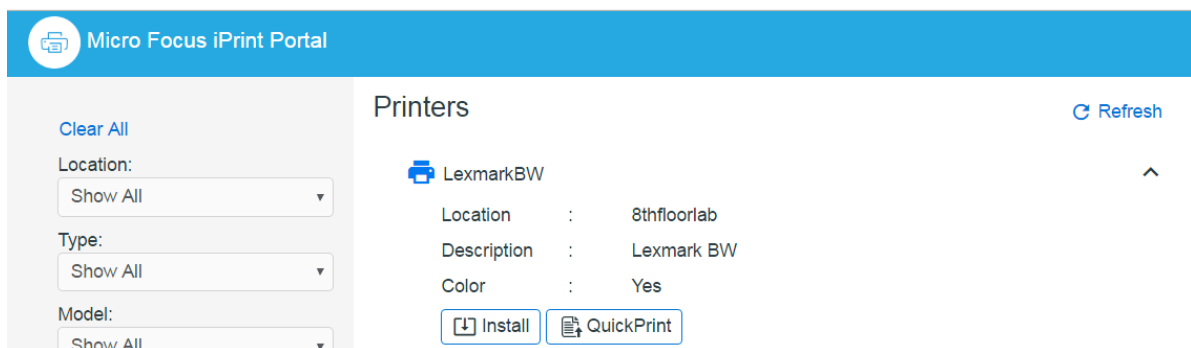 Micro Focus iPrint Portal
Clear All
Location:
Show All
Type:
Show All
Model:
Show All
Printers
Refresh
LexmarkBW
Location : 8thfloorlab
Description : Lexmark BW
Color : Yes
Install QuickPrint